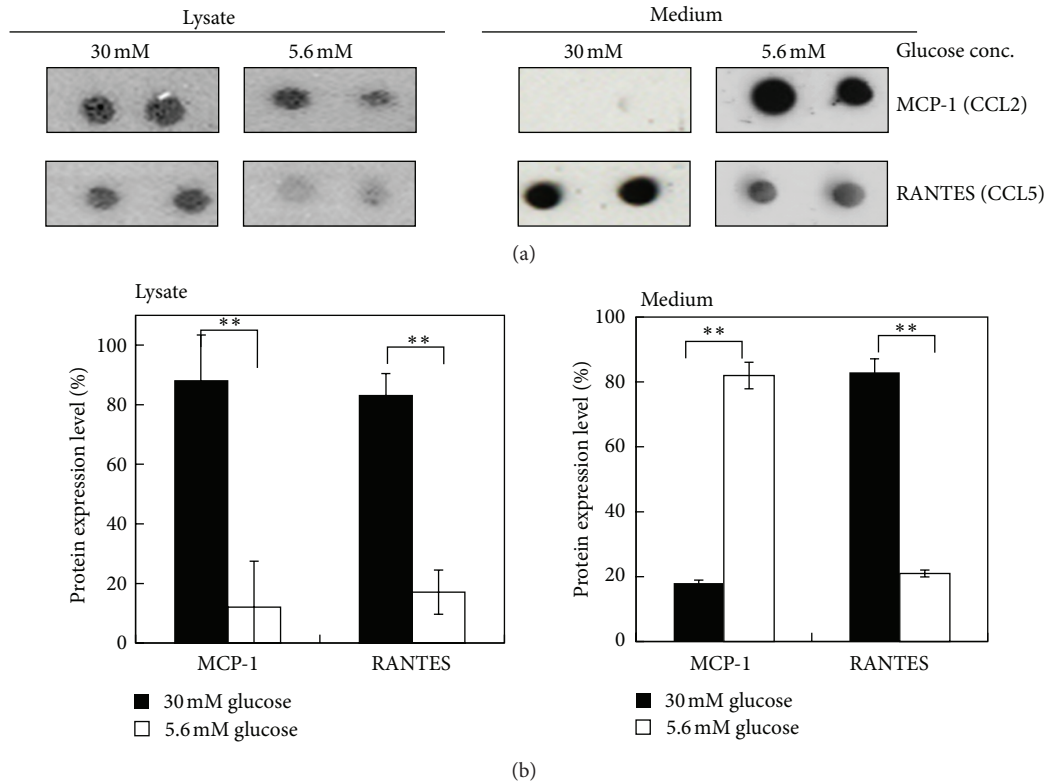 Lysate Medium
30 mM 5.6 mM 30 mM 5.6 mM Glucose conc.
MCP-1 (CCL2)
RANTES (CCL5)
(a)
Lysate
Protein expression level (%)
100
80
60
40
20
0
** **
MCP-1 RANTES
30 mM glucose
5.6 mM glucose
Medium
Protein expression level (%)
100
80
60
40
20
0
** **
MCP-1 RANTES
30 mM glucose
5.6 mM glucose
(b)